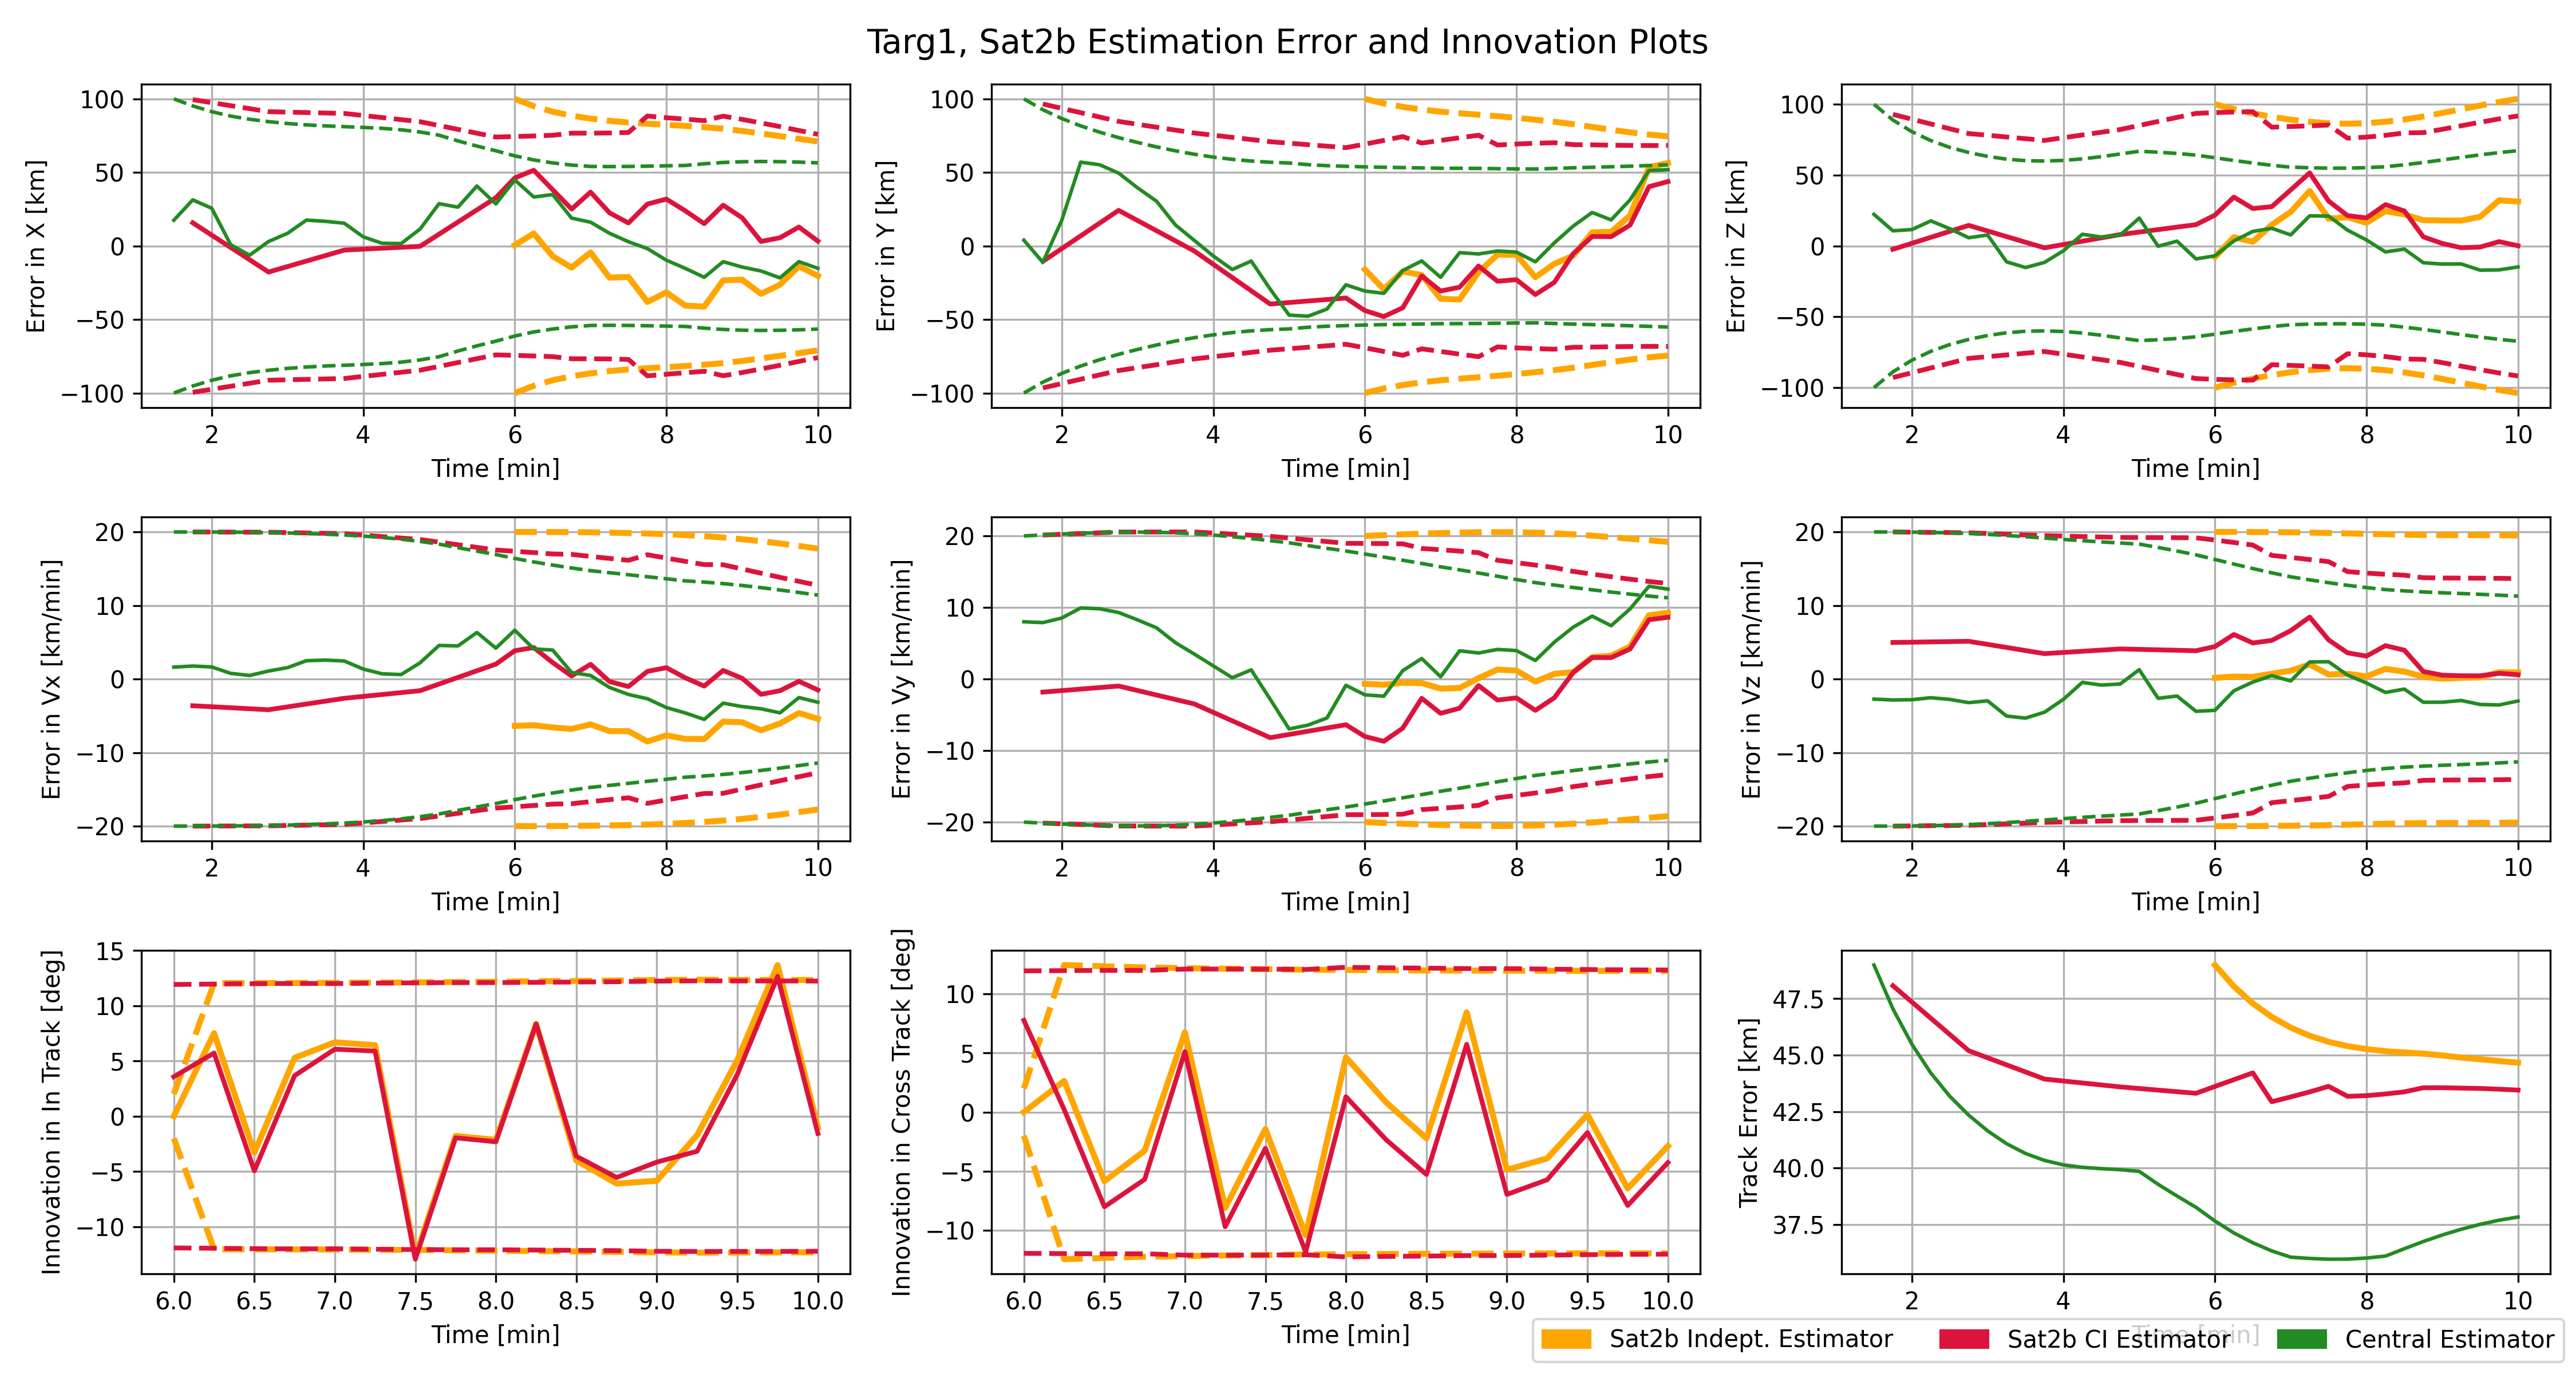 Targ1, Sat2b Estimation Error and Innovation Plots
Error in X [km]
100
50
0
−50
−100
2 4 6 8 10
Time [min]
Error in Y [km]
100
50
0
−50
−100
2 4 6 8 10
Time [min]
Error in Z [km]
100
50
0
−50
−100
2 4 6 8 10
Time [min]
Error in Vx [km/min]
20
10
0
−10
−20
2 4 6 8 10
Time [min]
Error in Vy [km/min]
20
10
0
−10
−20
2 4 6 8 10
Time [min]
Error in Vz [km/min]
20
10
0
−10
−20
2 4 6 8 10
Time [min]
Innovation in In Track [deg]
15
10
5
0
−5
−10
6.0 6.5 7.0 7.5 8.0 8.5 9.0 9.5 10.0
Time [min]
Innovation in Cross Track [deg]
10
5
0
−5
−10
6.0 6.5 7.0 7.5 8.0 8.5 9.0 9.5 10.0
Time [min]
Track Error [km]
47.5
45.0
42.5
40.0
37.5
2 4 6 8 10
Time [min]
Sat2b Indept. Estimator Sat2b CI Estimator Central Estimator